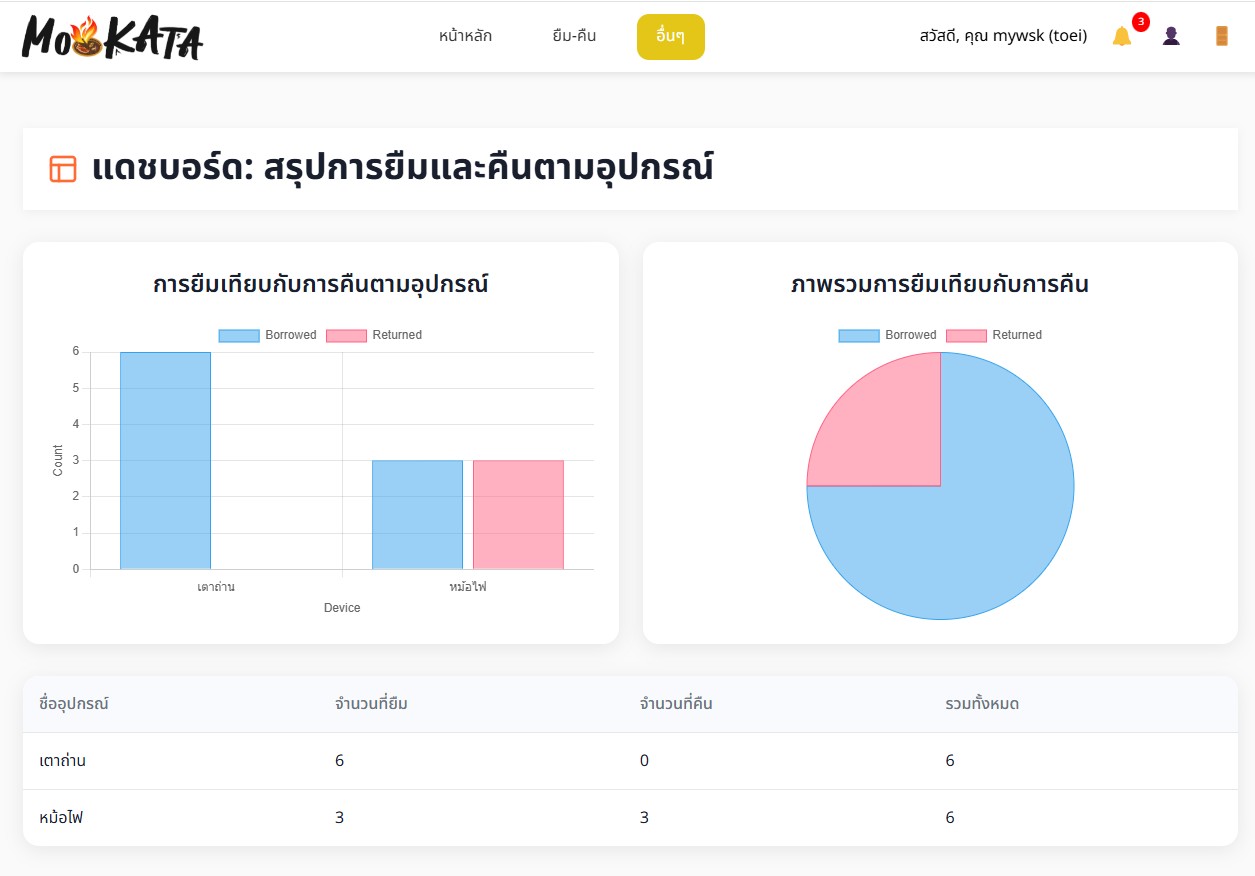 MooKATA
หน้าหลัก ยืม-คืน อื่นๆ สวัสดี, คุณ mywsk (toei) 3
แดชบอร์ด: สรุปการยืมและคืนตามอุปกรณ์
การยืมเทียบกับการคืนตามอุปกรณ์
Borrowed Returned
6
5
4
3
2
1
0
Count
เตาถ่าน หม้อไฟ
Device
ภาพรวมการยืมเทียบกับการคืน
Borrowed Returned
ชื่ออุปกรณ์ จำนวนที่ยืม จำนวนที่คืน รวมทั้งหมด
เตาถ่าน 6 0 6
หม้อไฟ 3 3 6